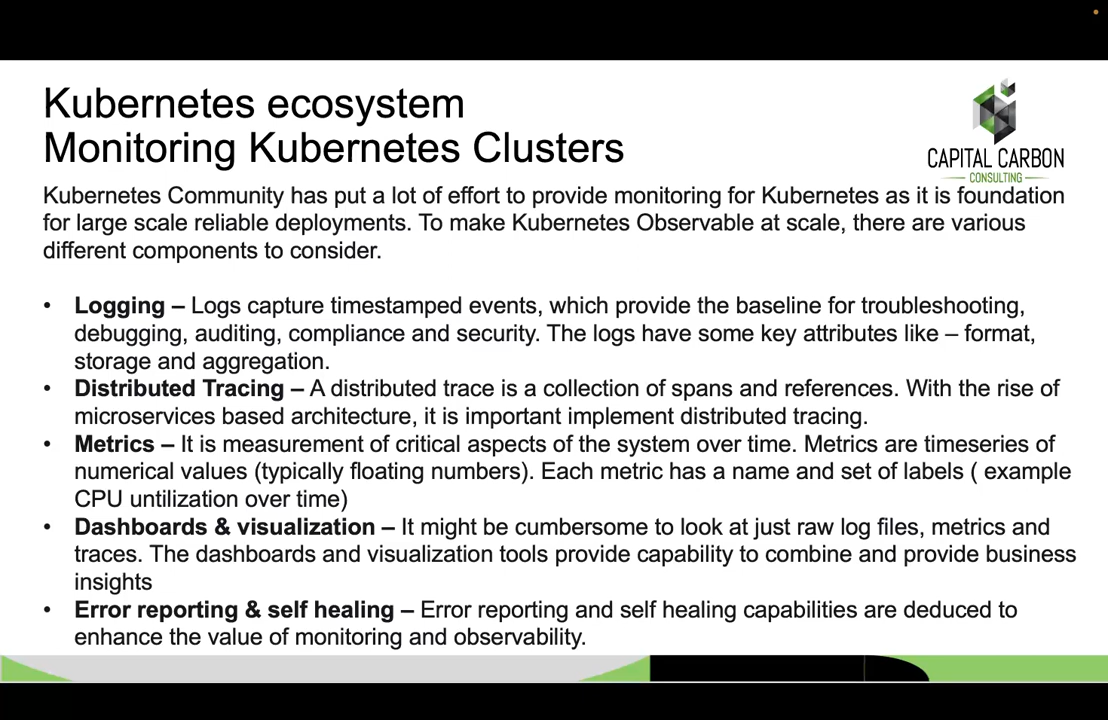 Kubernetes ecosystem
Monitoring Kubernetes Clusters
CAPITAL CARBON
CONSULTING
Kubernetes Community has put a lot of effort to provide monitoring for Kubernetes as it is foundation
for large scale reliable deployments. To make Kubernetes Observable at scale, there are various
different components to consider.
• Logging – Logs capture timestamped events, which provide the baseline for troubleshooting,
debugging, auditing, compliance and security. The logs have some key attributes like – format,
storage and aggregation.
• Distributed Tracing – A distributed trace is a collection of spans and references. With the rise of
microservices based architecture, it is important implement distributed tracing.
• Metrics – It is measurement of critical aspects of the system over time. Metrics are timeseries of
numerical values (typically floating numbers). Each metric has a name and set of labels ( example
CPU untilization over time)
• Dashboards & visualization – It might be cumbersome to look at just raw log files, metrics and
traces. The dashboards and visualization tools provide capability to combine and provide business
insights
• Error reporting & self healing – Error reporting and self healing capabilities are deduced to
enhance the value of monitoring and observability.